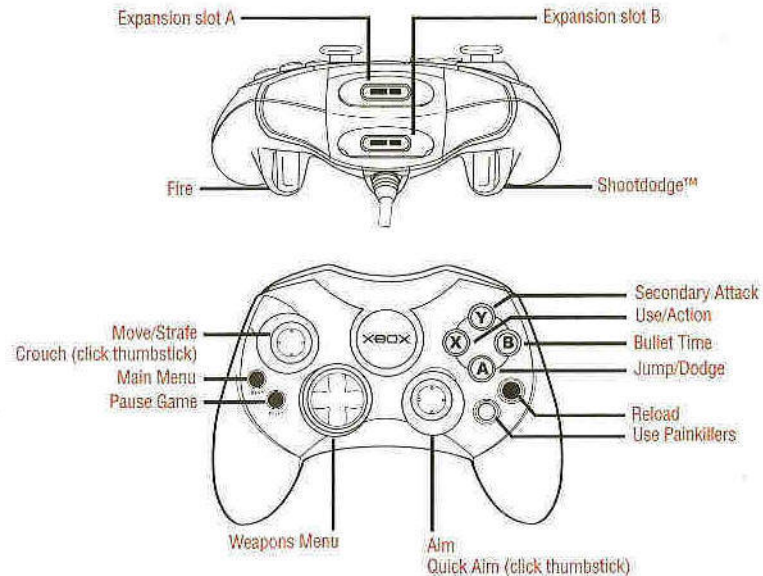 Expansion slot A
Expansion slot B
Fire
Shootdodge™
Move/Strafe
Crouch (click thumbstick)
Main Menu
Pause Game
XBOX
Y
X
B
A
Secondary Attack
Use/Action
Bullet Time
Jump/Dodge
Reload
Use Painkillers
Weapons Menu
Aim
Quick Aim (click thumbstick)